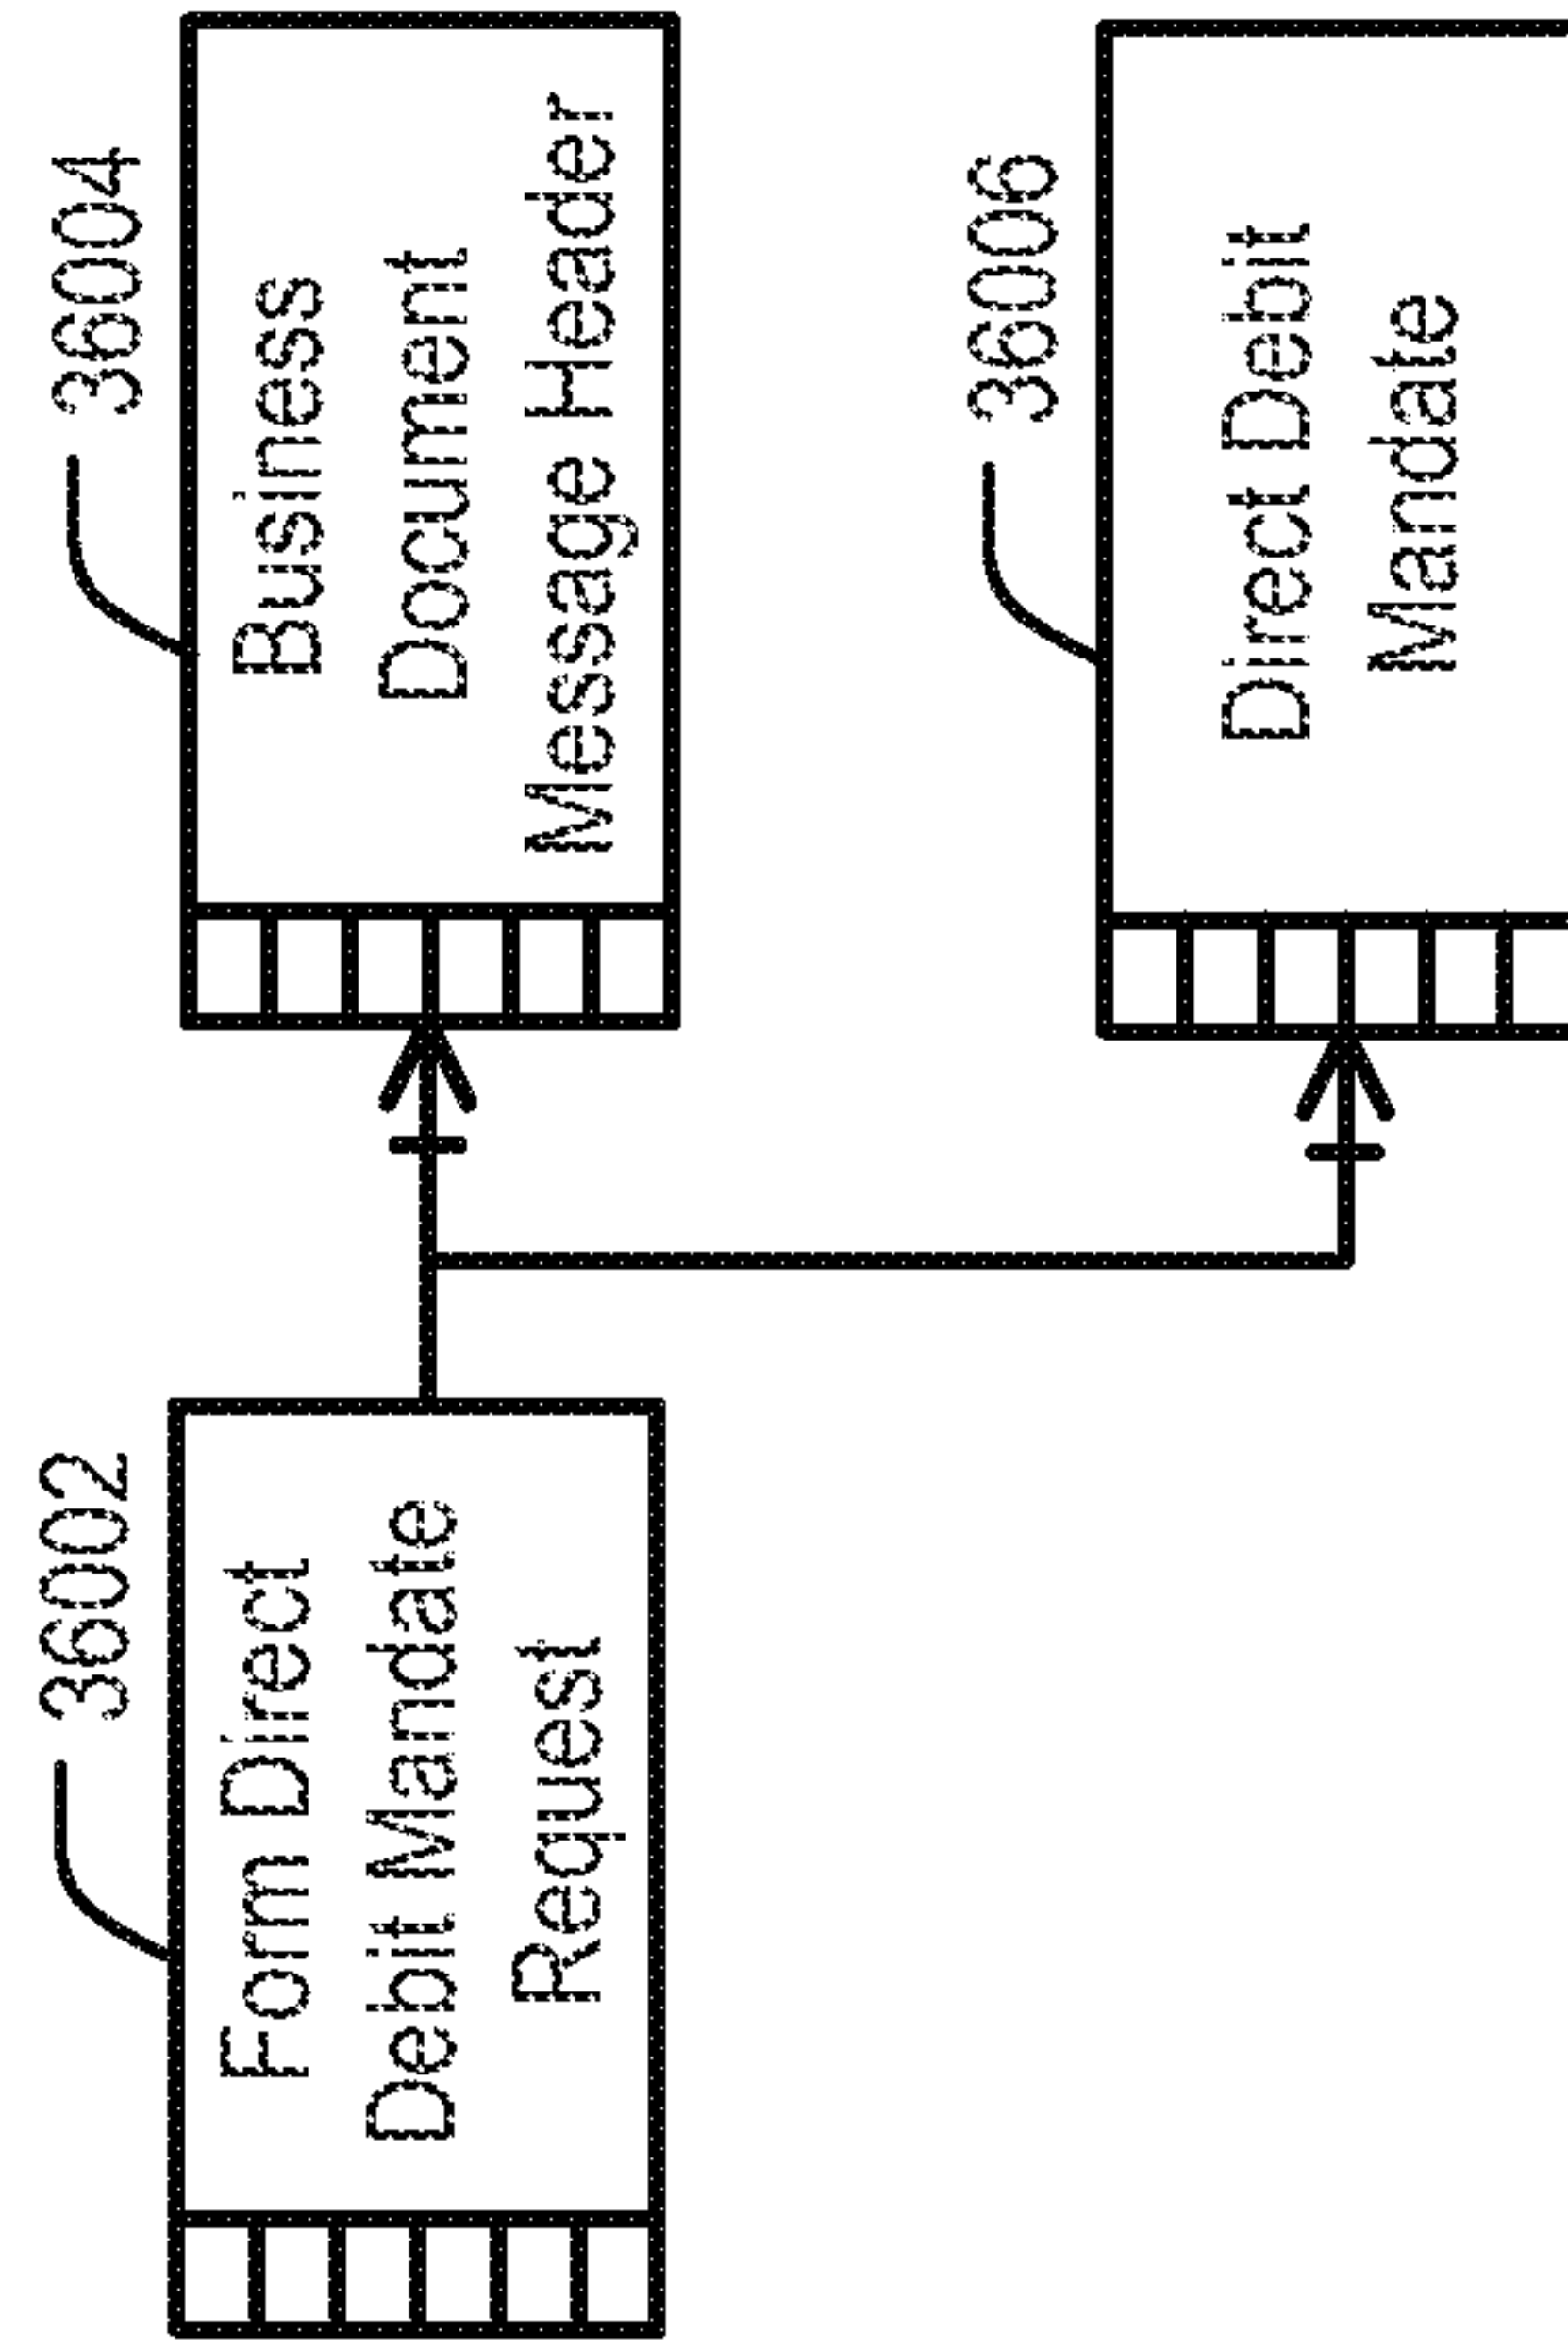 36002
Form Direct
Debit Mandate
Request
36004
Business
Document
Message Header
36006
Direct Debit
Mandate